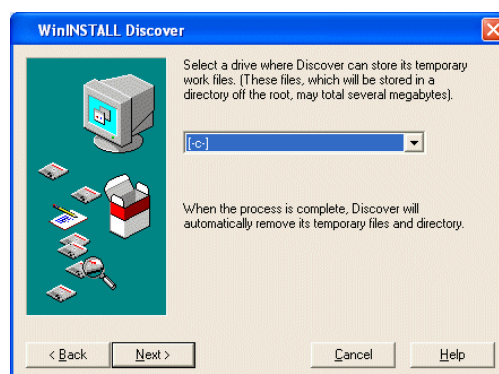 WinINSTALL Discover
Select a drive where Discover can store its temporary
work files. (These files, which will be stored in a
directory off the root, may total several megabytes).
[-c-]
When the process is complete, Discover will
automatically remove its temporary files and directory.
< Back
Next >
Cancel
Help